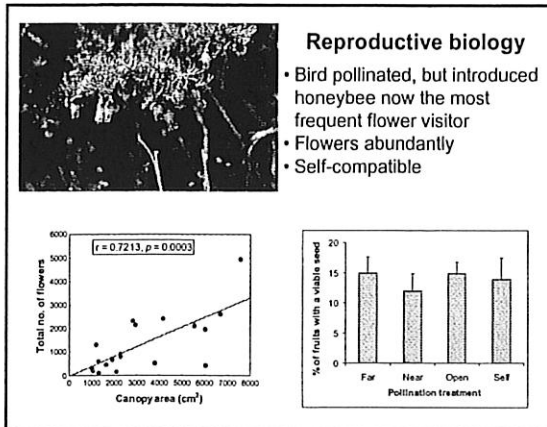 Reproductive biology
• Bird pollinated, but introduced
honeybee now the most
frequent flower visitor
• Flowers abundantly
• Self-compatible
r = 0.7213, p = 0.0003
Total no. of flowers
6000
5000
4000
3000
2000
1000
0
0 1000 2000 3000 4000 5000 6000 7000 8000
Canopy area (cm²)
% of fruits with a viable seed
20
15
10
5
0
Far Near Open Self
Pollination treatment